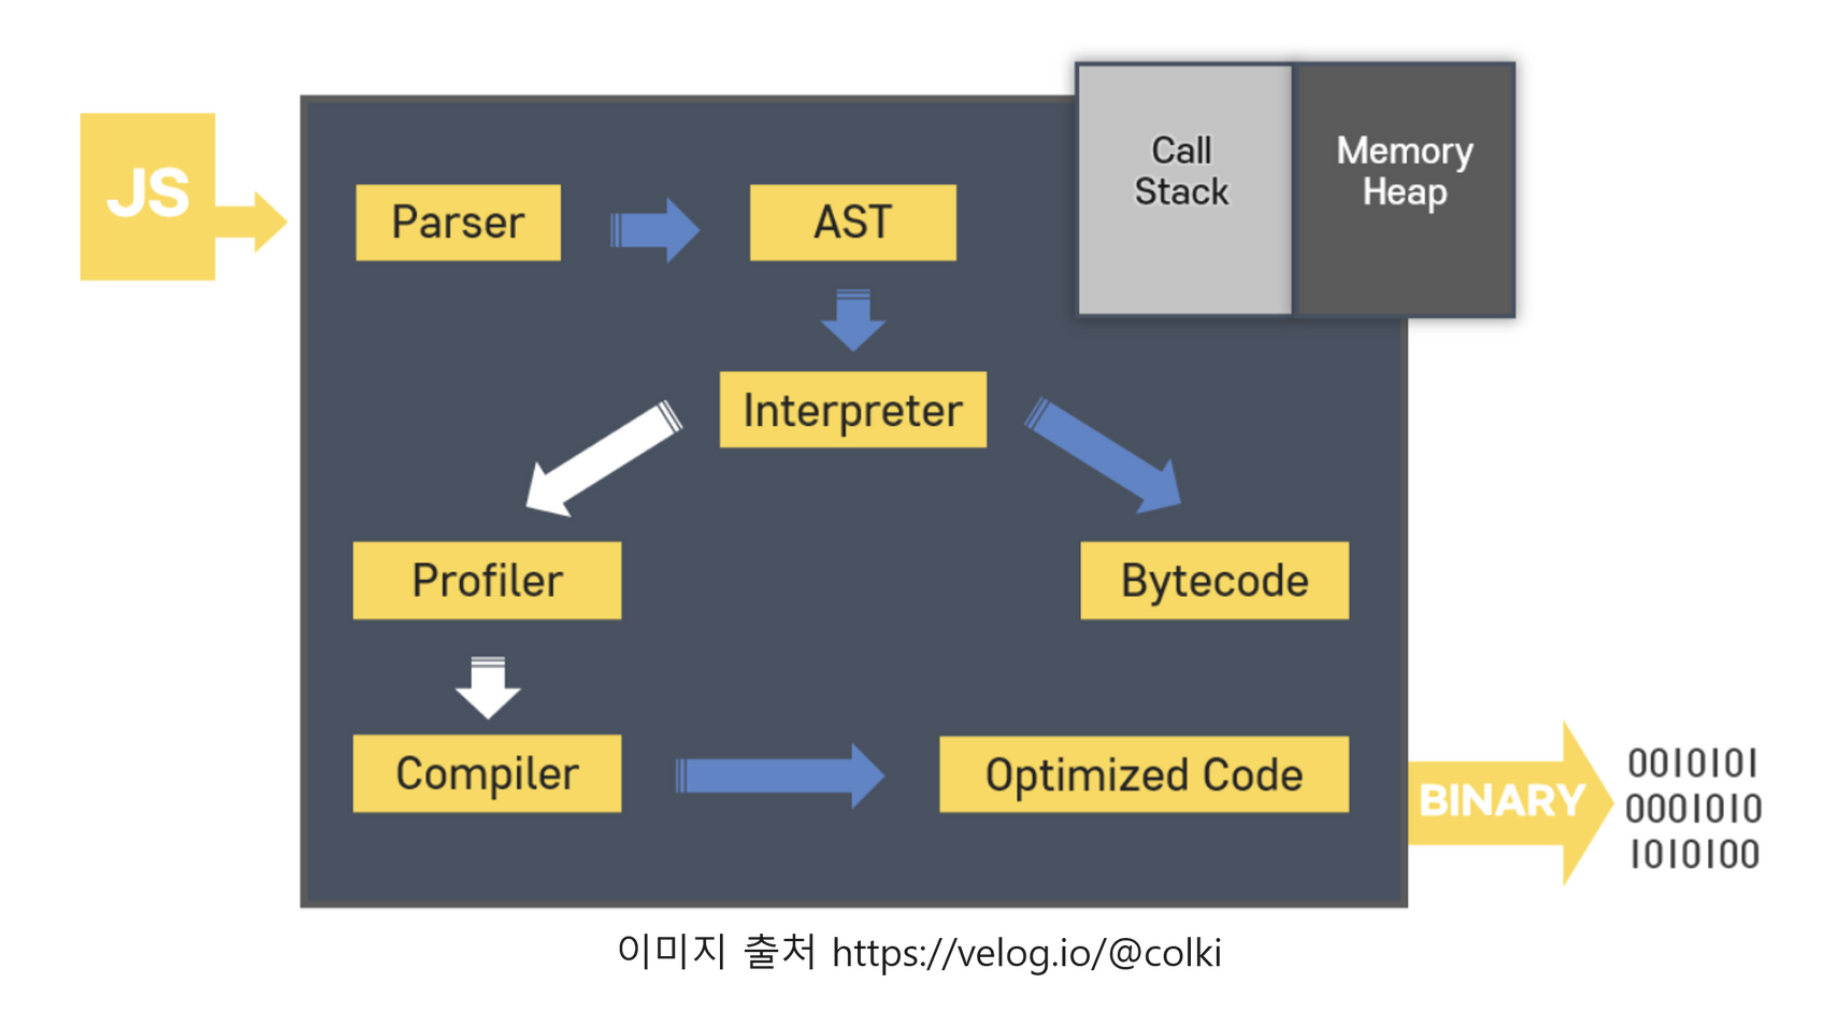 JS
Parser
AST
Call
Stack
Memory
Heap
Interpreter
Profiler
Bytecode
Compiler
Optimized Code
BINARY
0010101
0001010
1010100
이미지 출처 https://velog.io/@colki